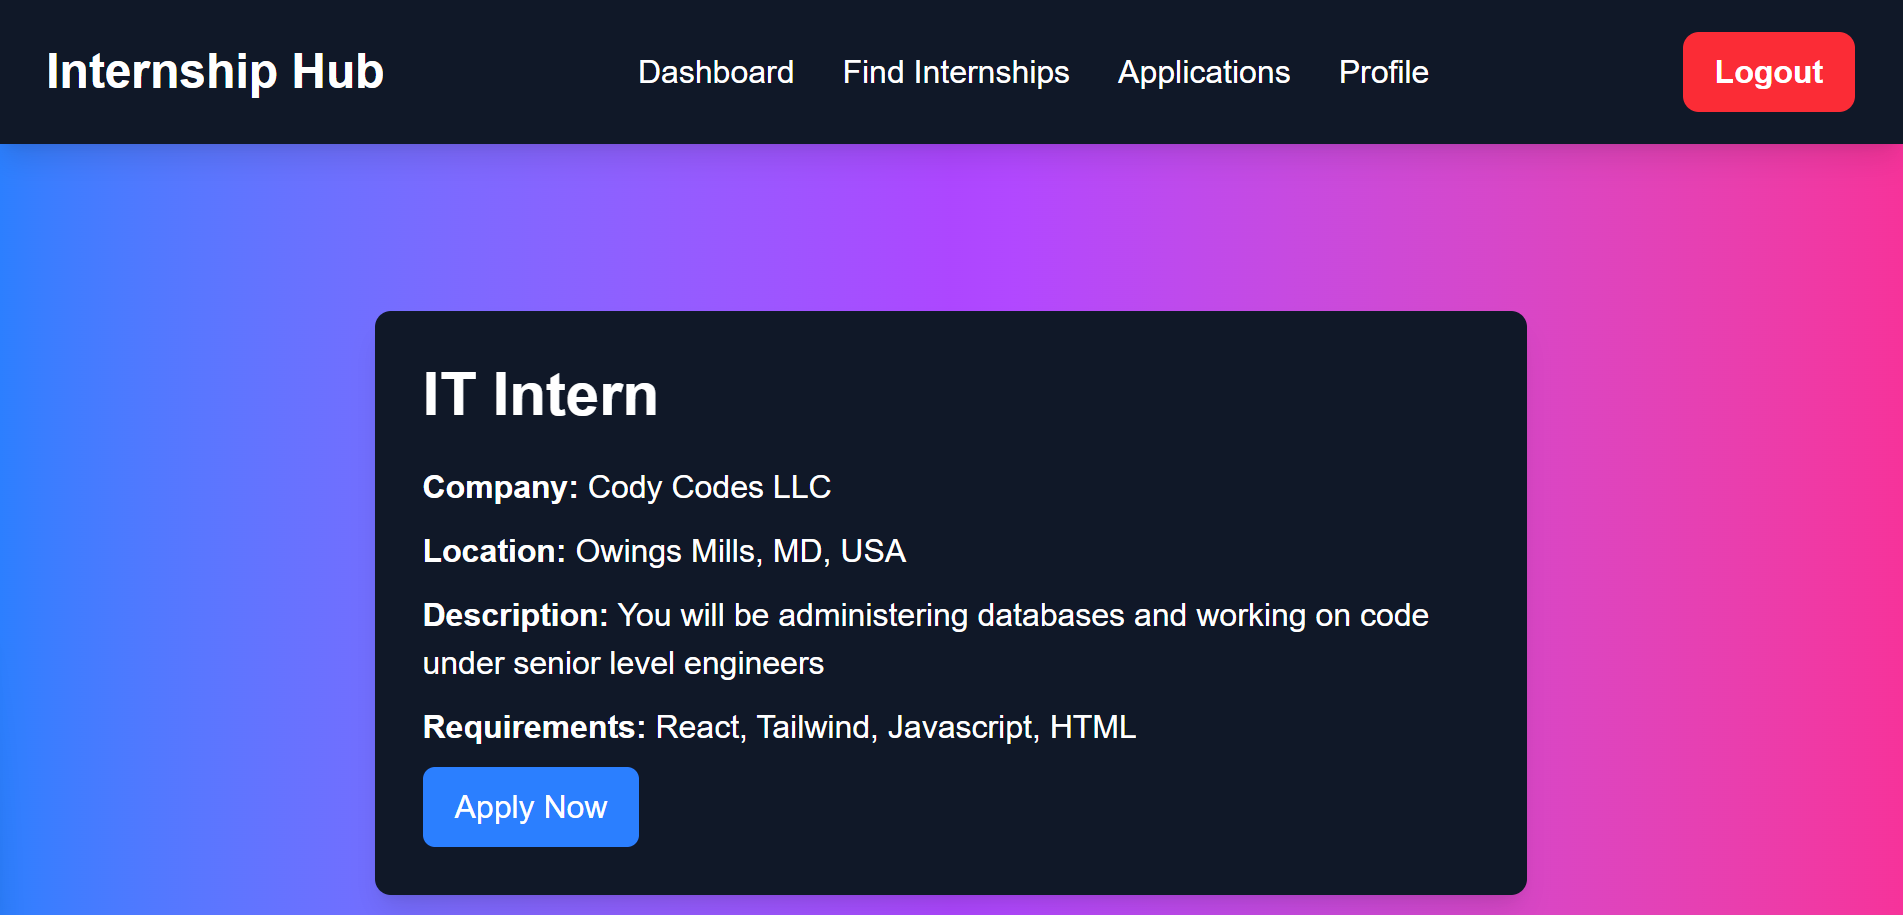 Internship Hub
Dashboard Find Internships Applications Profile
Logout
IT Intern
Company: Cody Codes LLC
Location: Owings Mills, MD, USA
Description: You will be administering databases and working on code
under senior level engineers
Requirements: React, Tailwind, Javascript, HTML
Apply Now